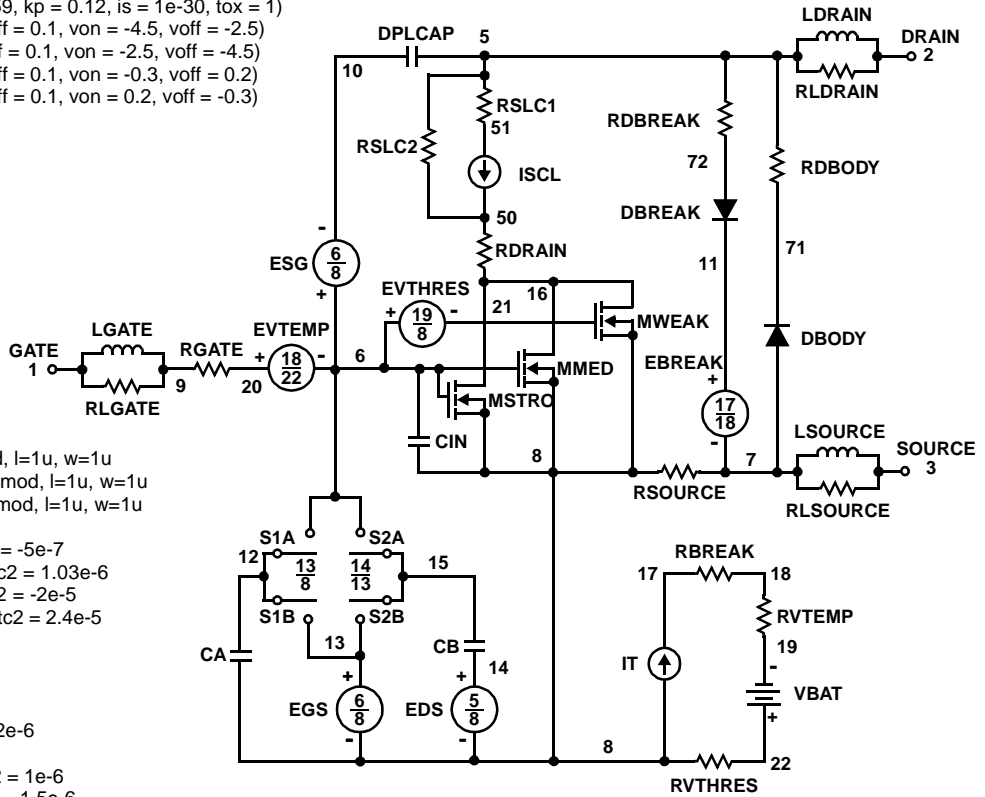 59, kp = 0.12, is = 1e-30, tox = 1)
ff = 0.1, von = -4.5, voff = -2.5)
f = 0.1, von = -2.5, voff = -4.5)
ff = 0.1, von = -0.3, voff = 0.2)
ff = 0.1, von = 0.2, voff = -0.3)
DPLCAP
5
10
LDRAIN
DRAIN
2
RLDRAIN
RSLC1
51
RSLC2
ISCL
50
RDRAIN
RDBREAK
72
RDBODY
DBREAK
71
11
-
ESG
6
8
+
EVTHRES
+
19
8
-
21
16
MWEAK
LGATE
GATE
1
RLGATE
9
RGATE
20
EVTEMP
+
18
22
-
6
MMED
MSTRO
CIN
EBREAK
+
17
18
-
DBODY
8
7
RSOURCE
LSOURCE
SOURCE
3
RLSOURCE
d, l=1u, w=1u
mod, l=1u, w=1u
mod, l=1u, w=1u
= -5e-7
c2 = 1.03e-6
2 = -2e-5
tc2 = 2.4e-5
2e-6
2 = 1e-6
S1A
S2A
12
13
8
14
13
15
S1B
S2B
13
CA
CB
14
+
EGS
6
8
-
+
EDS
5
8
-
8
RBREAK
17
18
RVTEMP
19
IT
-
VBAT
+
22
RVTHRES